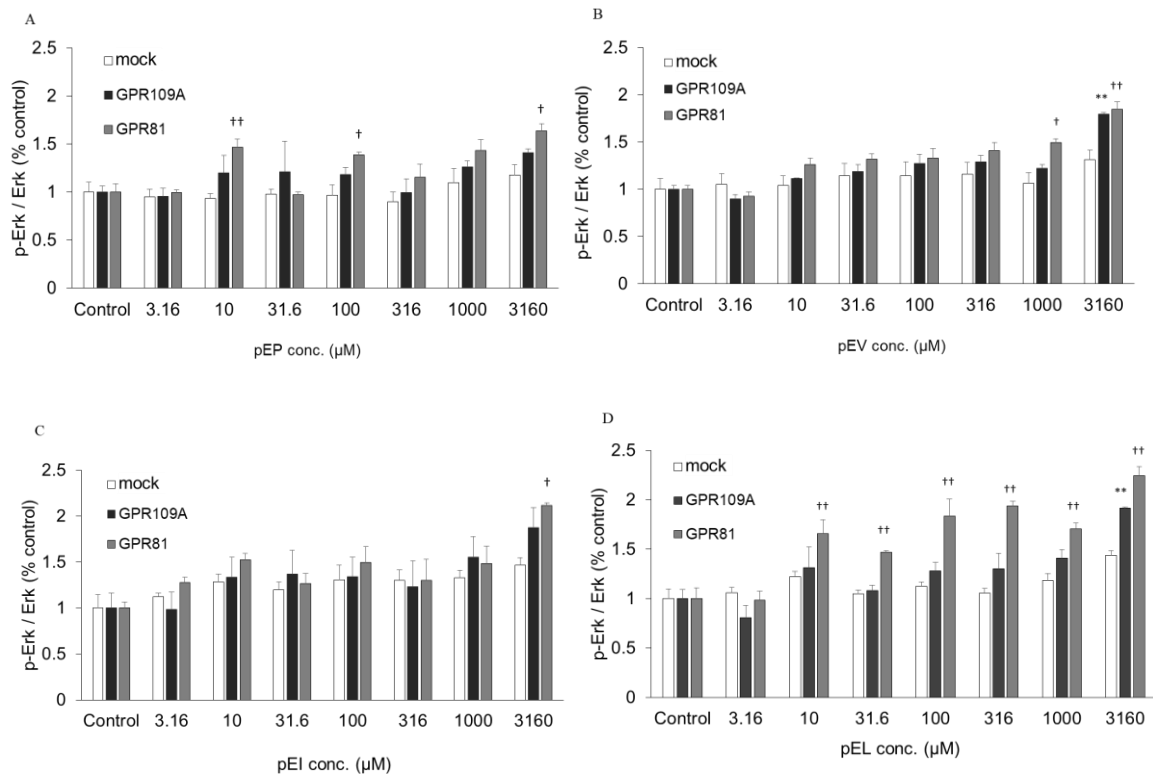 A
p-Erk / Erk (% control)
2.5
2
1.5
1
0.5
0
mock
GPR109A
GPR81
††
†
†
Control 3.16 10 31.6 100 316 1000 3160
pEP conc. (µM)
B
p-Erk / Erk (% control)
2.5
2
1.5
1
0.5
0
mock
GPR109A
GPR81
†
**
††
Control 3.16 10 31.6 100 316 1000 3160
pEV conc. (µM)
C
p-Erk / Erk (% control)
2.5
2
1.5
1
0.5
0
mock
GPR109A
GPR81
†
Control 3.16 10 31.6 100 316 1000 3160
pEI conc. (µM)
D
p-Erk / Erk (% control)
2.5
2
1.5
1
0.5
0
mock
GPR109A
GPR81
††
††
††
††
††
**
††
Control 3.16 10 31.6 100 316 1000 3160
pEL conc. (µM)